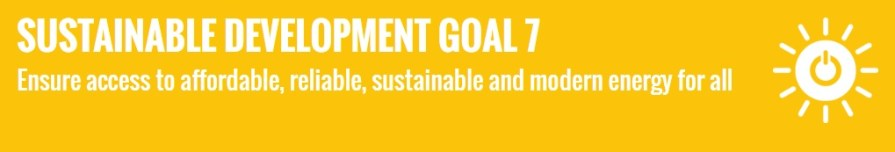 SUSTAINABLE DEVELOPMENT GOAL 7
Ensure access to affordable, reliable, sustainable and modern energy for all